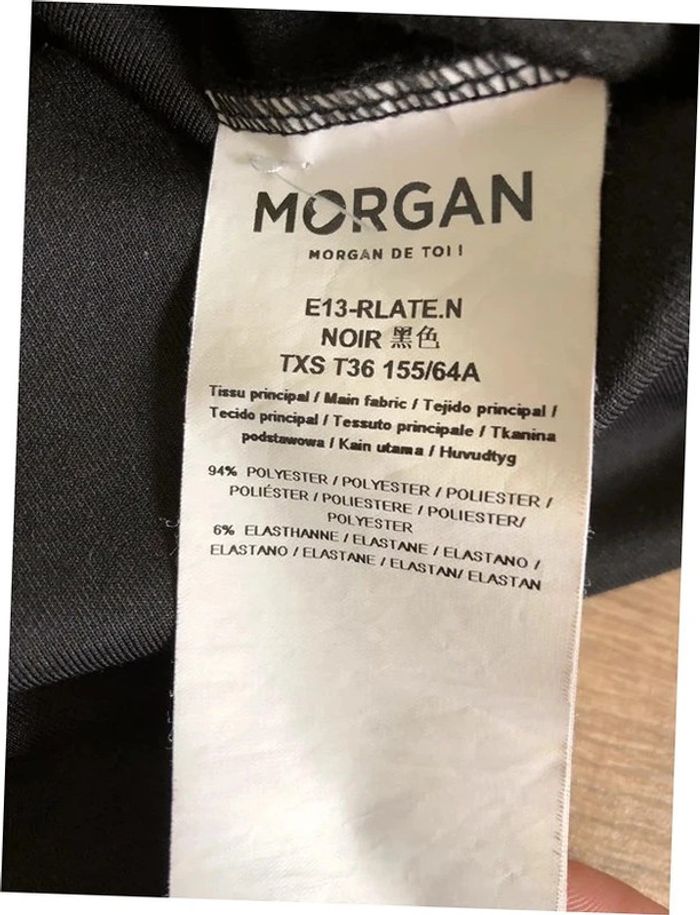 MORGAN
MORGAN DE TOI !
E13-RLATE.N
NOIR 黑色
TXS T36 155/64A
Tissu principal / Main fabric / Tejido principal /
Tecido principal / Tessuto principale / Tkanina
podstawowa / Kain utama / Huvudtyg
94% POLYESTER / POLYESTER / POLIESTER /
POLIÉSTER / POLIESTERE / POLIESTER/
POLYESTER
6% ELASTHANNE / ELASTANE / ELASTANO /
ELASTANO / ELASTANE / ELASTAN/ ELASTAN